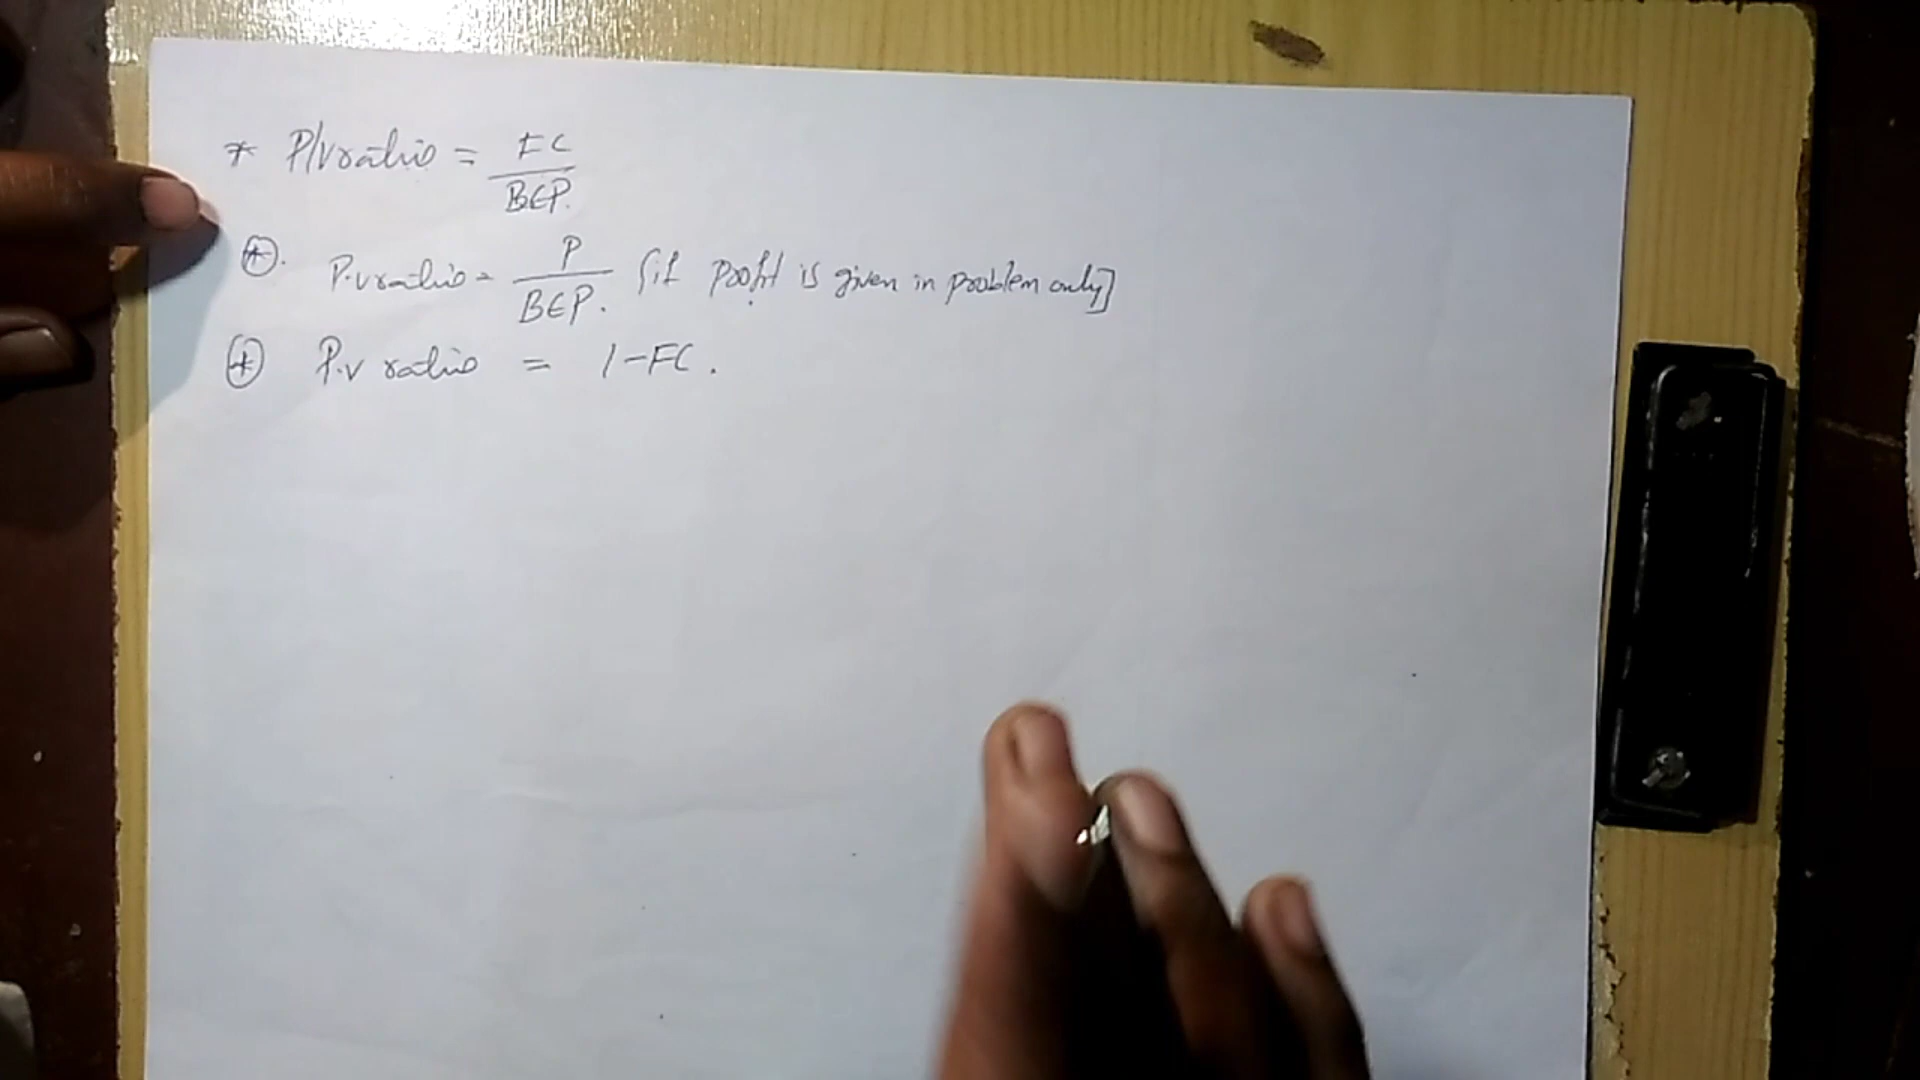 * P/V ratio = FC / BEP.
* P.v ratio = P / BEP. [if profit is given in problem only]
* P.v ratio = 1-FC.